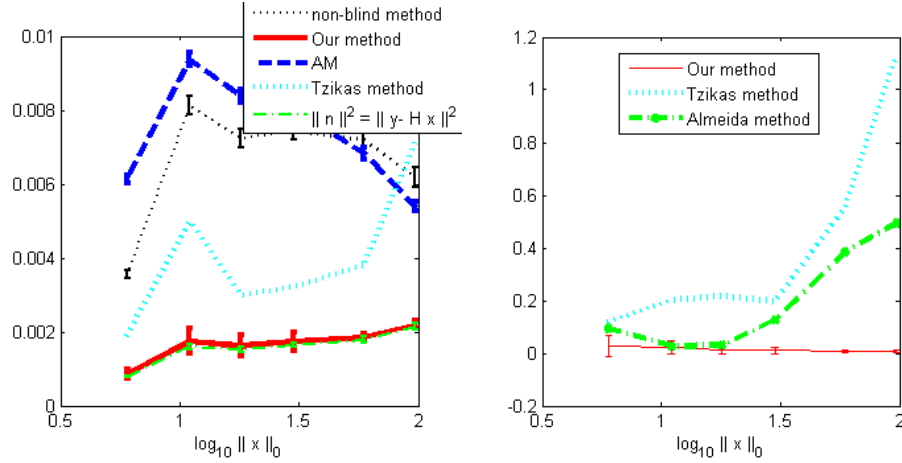 0.01
0.008
0.006
0.004
0.002
0
0.5
1
1.5
2
log10 || x ||0
non-blind method
Our method
AM
Tzikas method
|| n ||2 = || y- H x ||2
1.2
1
0.8
0.6
0.4
0.2
0
-0.2
0.5
1
1.5
2
log10 || x ||0
Our method
Tzikas method
Almeida method